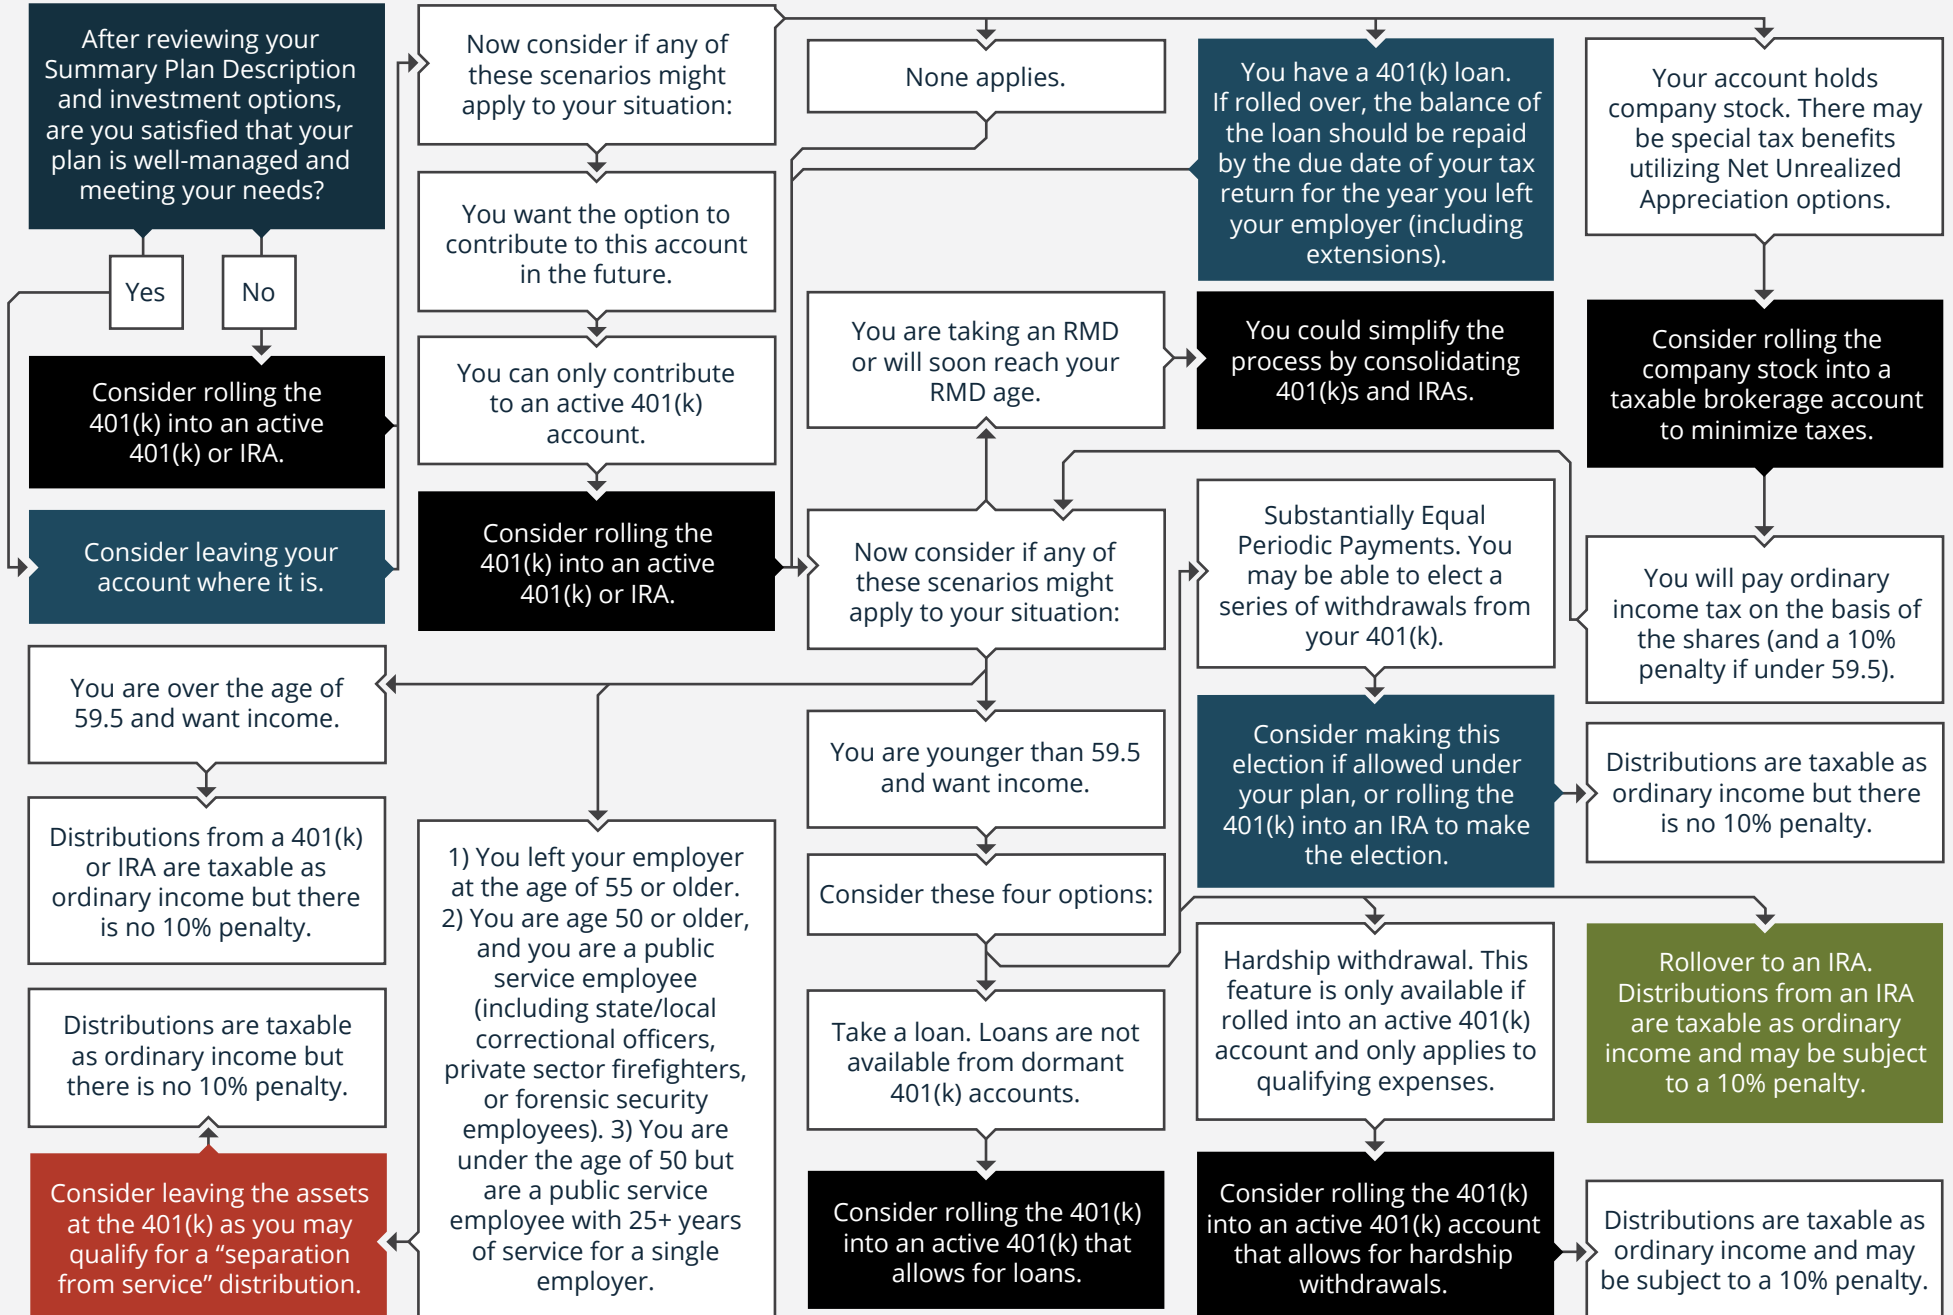 After reviewing your
Summary Plan Description
and investment options,
are you satisfied that your
plan is well-managed and
meeting your needs?
Yes
No
Consider rolling the
401(k) into an active
401(k) or IRA.
Consider leaving your
account where it is.
Now consider if any of
these scenarios might
apply to your situation:
You want the option to
contribute to this account
in the future.
You can only contribute
to an active 401(k)
account.
Consider rolling the
401(k) into an active
401(k) or IRA.
None applies.
You have a 401(k) loan.
If rolled over, the balance of
the loan should be repaid
by the due date of your tax
return for the year you left
your employer (including
extensions).
Your account holds
company stock. There may
be special tax benefits
utilizing Net Unrealized
Appreciation options.
Consider rolling the
company stock into a
taxable brokerage account
to minimize taxes.
You will pay ordinary
income tax on the basis of
the shares (and a 10%
penalty if under 59.5).
Now consider if any of
these scenarios might
apply to your situation:
You are taking an RMD
or will soon reach your
RMD age.
You could simplify the
process by consolidating
401(k)s and IRAs.
You are over the age of
59.5 and want income.
Distributions from a 401(k)
or IRA are taxable as
ordinary income but there
is no 10% penalty.
1) You left your employer
at the age of 55 or older.
2) You are age 50 or older,
and you are a public
service employee
(including state/local
correctional officers,
private sector firefighters,
or forensic security
employees). 3) You are
under the age of 50 but
are a public service
employee with 25+ years
of service for a single
employer.
Consider leaving the assets
at the 401(k) as you may
qualify for a “separation
from service” distribution.
Distributions are taxable
as ordinary income but
there is no 10% penalty.
You are younger than 59.5
and want income.
Consider these four options:
Take a loan. Loans are not
available from dormant
401(k) accounts.
Consider rolling the 401(k)
into an active 401(k) that
allows for loans.
Substantially Equal
Periodic Payments. You
may be able to elect a
series of withdrawals from
your 401(k).
Consider making this
election if allowed under
your plan, or rolling the
401(k) into an IRA to make
the election.
Distributions are taxable as
ordinary income but there
is no 10% penalty.
Hardship withdrawal. This
feature is only available if
rolled into an active 401(k)
account and only applies to
qualifying expenses.
Consider rolling the 401(k)
into an active 401(k) account
that allows for hardship
withdrawals.
Distributions are taxable as
ordinary income and may
be subject to a 10% penalty.
Rollover to an IRA.
Distributions from an IRA
are taxable as ordinary
income and may be subject
to a 10% penalty.